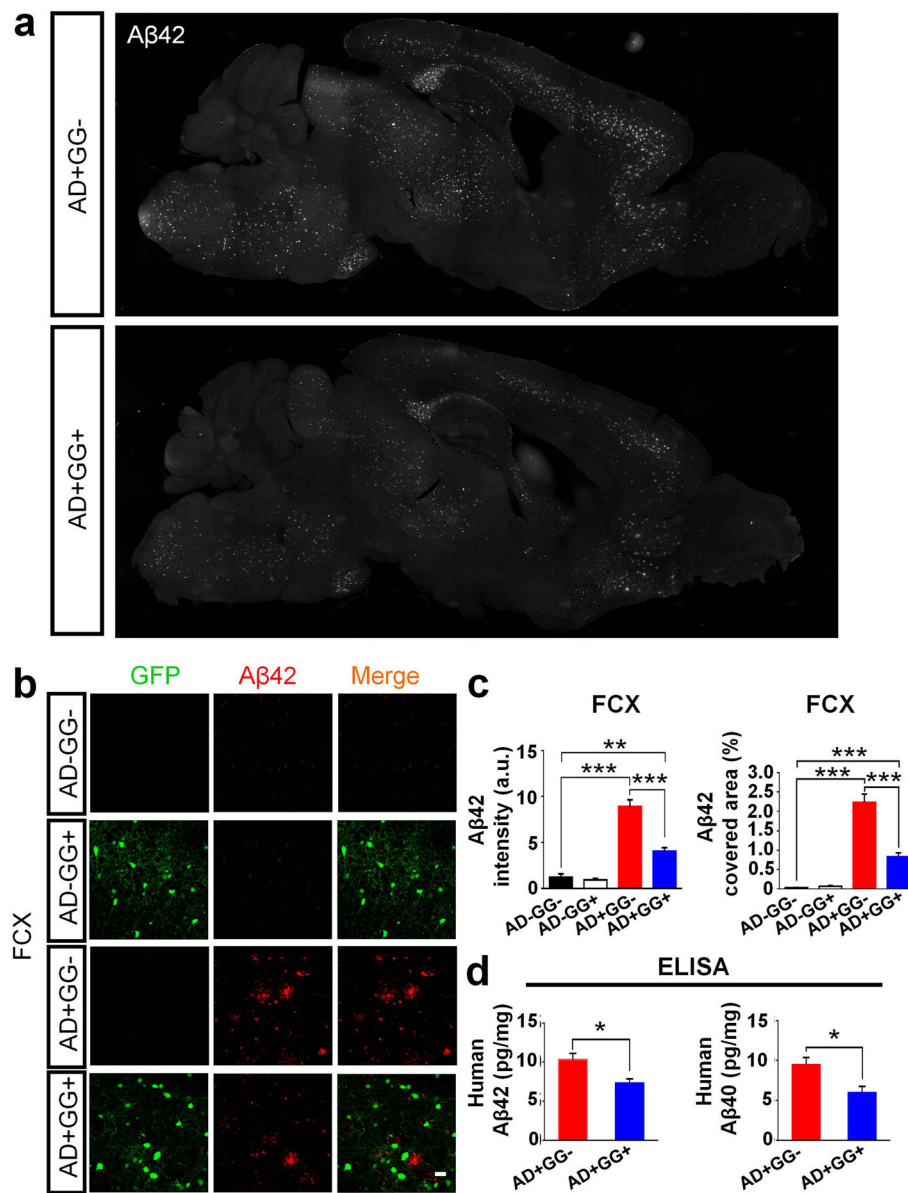 a
Aβ42
AD+GG-
AD+GG+
b
GFP Aβ42 Merge
FCX
AD-GG-
AD-GG+
AD+GG-
AD+GG+
c
FCX
Aβ42
intensity (a.u.)
15
10
5
0
**
*** ***
AD-GG- AD-GG+ AD+GG- AD+GG+
FCX
Aβ42
covered area (%)
3.0
2.5
2.0
1.5
1.0
0.5
0
***
*** ***
AD-GG- AD-GG+ AD+GG- AD+GG+
d
ELISA
Human
Aβ42 (pg/mg)
15
10
5
0
*
AD+GG- AD+GG+
Human
Aβ40 (pg/mg)
15
10
5
0
*
AD+GG- AD+GG+